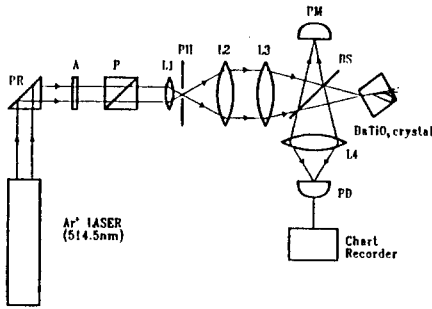 PM
PR
A
P
L1
PH
L2
L3
BS
BaTiO₃ crystal
L4
PD
Ar⁺ LASER
(514.5nm)
Chart
Recorder